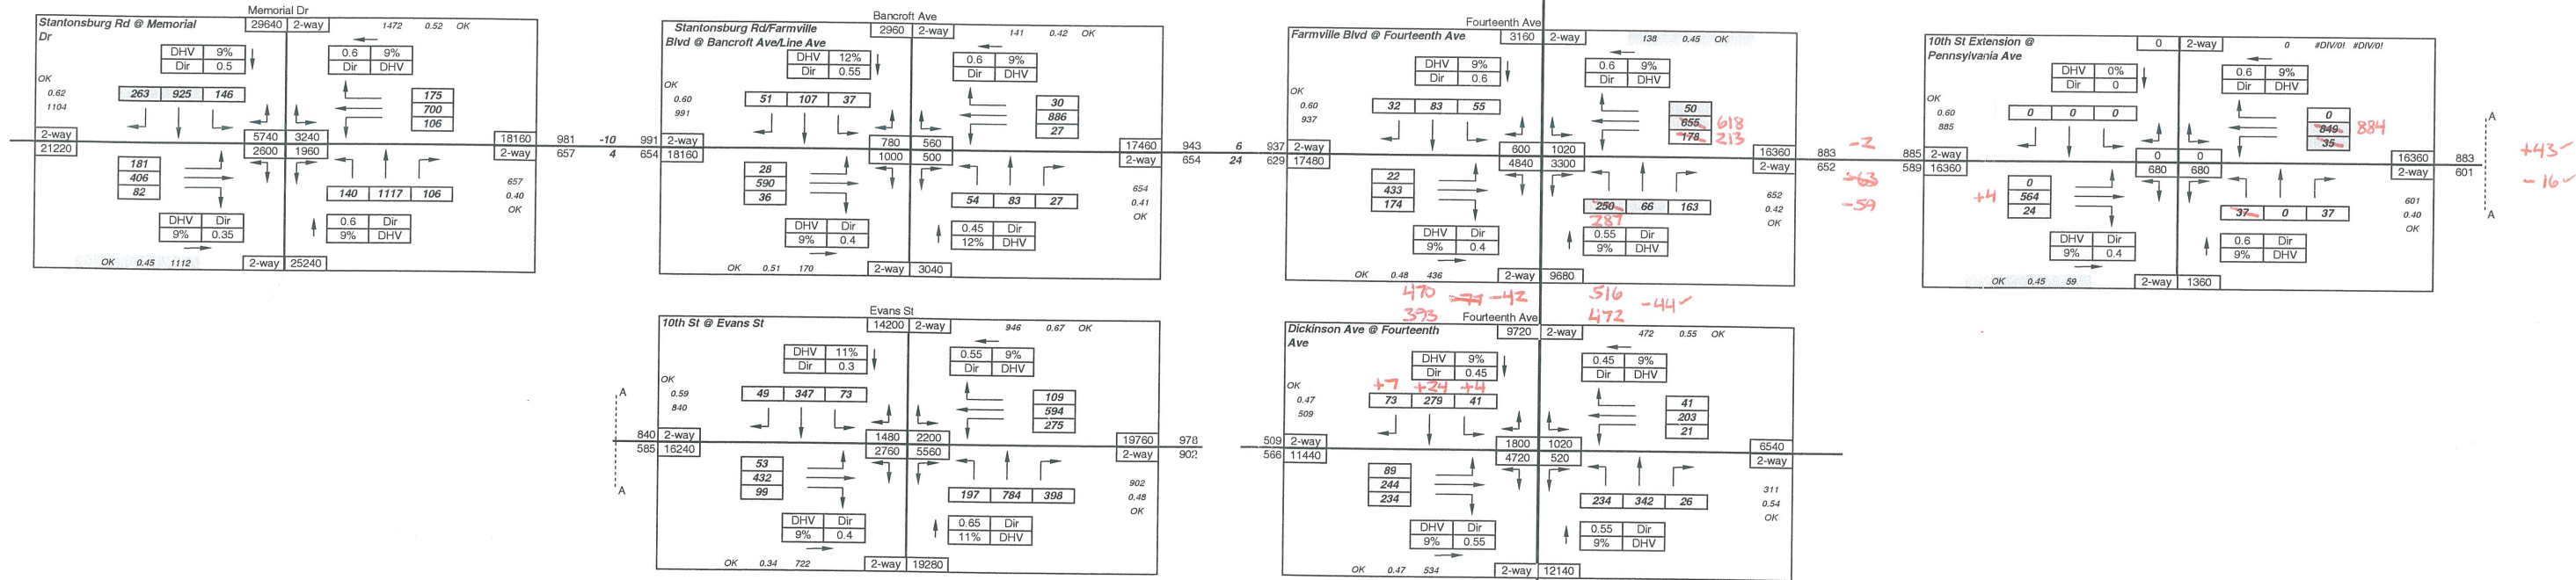 Memorial Dr
Stantonsburg Rd @ Memorial Dr
29640 2-way
1472 0.52 OK
DHV 9%
Dir 0.5
0.6 9%
Dir DHV
OK
0.62
1104
263 925 146
175
700
106
2-way
21220
5740 3240
2600 1960
18160
2-way
981 -10 991
657 4 654
181
406
82
140 1117 106
657
0.40
OK
DHV Dir
9% 0.35
0.6 Dir
9% DHV
OK 0.45 1112
2-way 25240
Bancroft Ave
Stantonsburg Rd/Farmville
Blvd @ Bancroft Ave/Line Ave
2960 2-way
141 0.42 OK
DHV 12%
Dir 0.55
0.6 9%
Dir DHV
OK
0.60
991
51 107 37
30
886
27
2-way
18160
780 560
1000 500
17460
2-way
943 6 937
654 24 629
28
590
36
54 83 27
654
0.41
OK
DHV Dir
9% 0.4
0.45 Dir
12% DHV
OK 0.51 170
2-way 3040
Fourteenth Ave
Farmville Blvd @ Fourteenth Ave
3160 2-way
138 0.45 OK
DHV 9%
Dir 0.6
0.6 9%
Dir DHV
OK
0.60
937
32 83 55
50
655 618
178 213
2-way
17480
600 1020
4840 3300
16360
2-way
883 -2 885
652 -63 589
-59
22
433
174
250 66 163
287
652
0.42
OK
DHV Dir
9% 0.4
0.55 Dir
9% DHV
OK 0.48 436
2-way 9680
470 -77 -42
393
516 -44
472
10th St Extension @
Pennsylvania Ave
0 2-way
0 #DIV/0! #DIV/0!
DHV 0%
Dir 0
0.6 9%
Dir DHV
OK
0.60
885
0 0 0
0
849 884
35
2-way
16360
0 0
680 680
16360
2-way
883
601
A
A
+43
-16
+4
0
564
24
37 0 37
601
0.40
OK
DHV Dir
9% 0.4
0.6 Dir
9% DHV
OK 0.45 59
2-way 1360
Evans St
10th St @ Evans St
14200 2-way
946 0.67 OK
DHV 11%
Dir 0.3
0.55 9%
Dir DHV
OK
0.59
840
A
A
49 347 73
109
594
275
840 2-way
585 16240
1480 2200
2760 5560
19760
2-way
978
902
53
432
99
197 784 398
902
0.48
OK
DHV Dir
9% 0.4
0.65 Dir
11% DHV
OK 0.34 722
2-way 19280
Fourteenth Ave
Dickinson Ave @ Fourteenth
Ave
9720 2-way
472 0.55 OK
DHV 9%
Dir 0.45
0.45 9%
Dir DHV
OK
0.47
509
+7 +24 +4
73 279 41
41
203
21
509 2-way
566 11440
1800 1020
4720 520
6540
2-way
89
244
234
234 342 26
311
0.54
OK
DHV Dir
9% 0.55
0.55 Dir
9% DHV
OK 0.47 534
2-way 12140